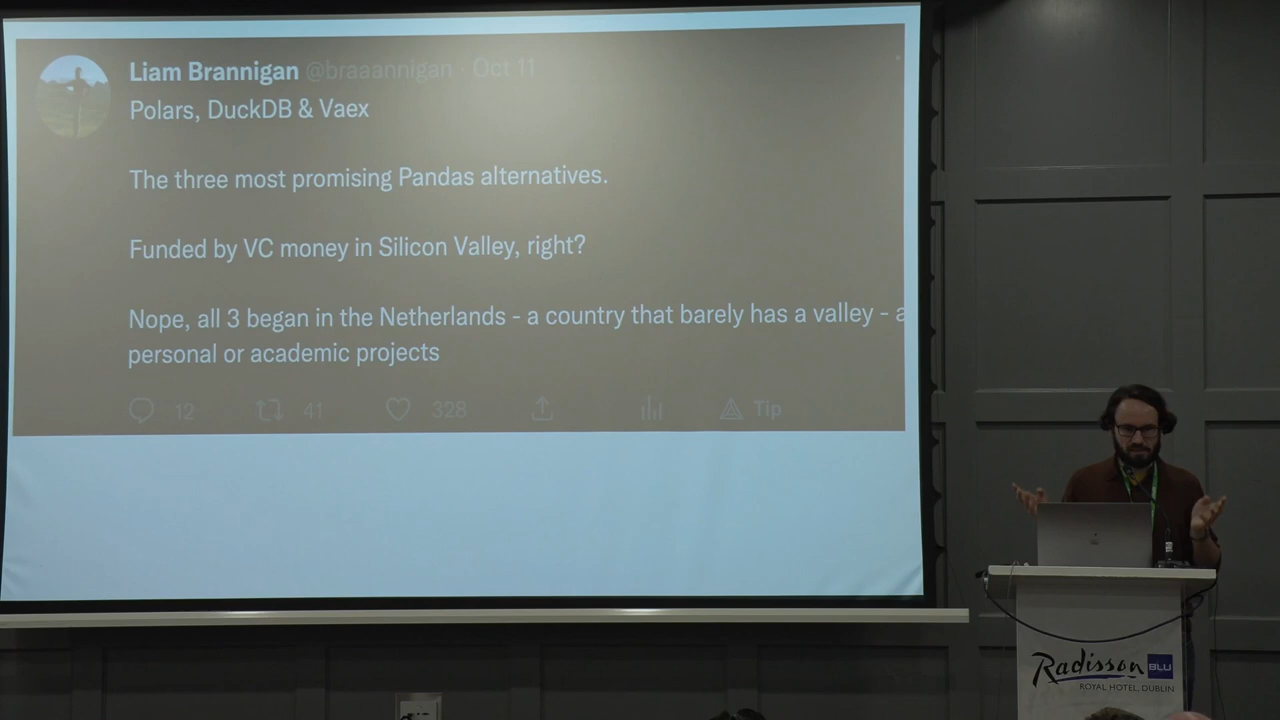 Liam Brannigan @braaannigan · Oct 11
Polars, DuckDB & Vaex
The three most promising Pandas alternatives.
Funded by VC money in Silicon Valley, right?
Nope, all 3 began in the Netherlands - a country that barely has a valley - a
personal or academic projects
12 41 328 Tip
Radisson BLU
ROYAL HOTEL, DUBLIN